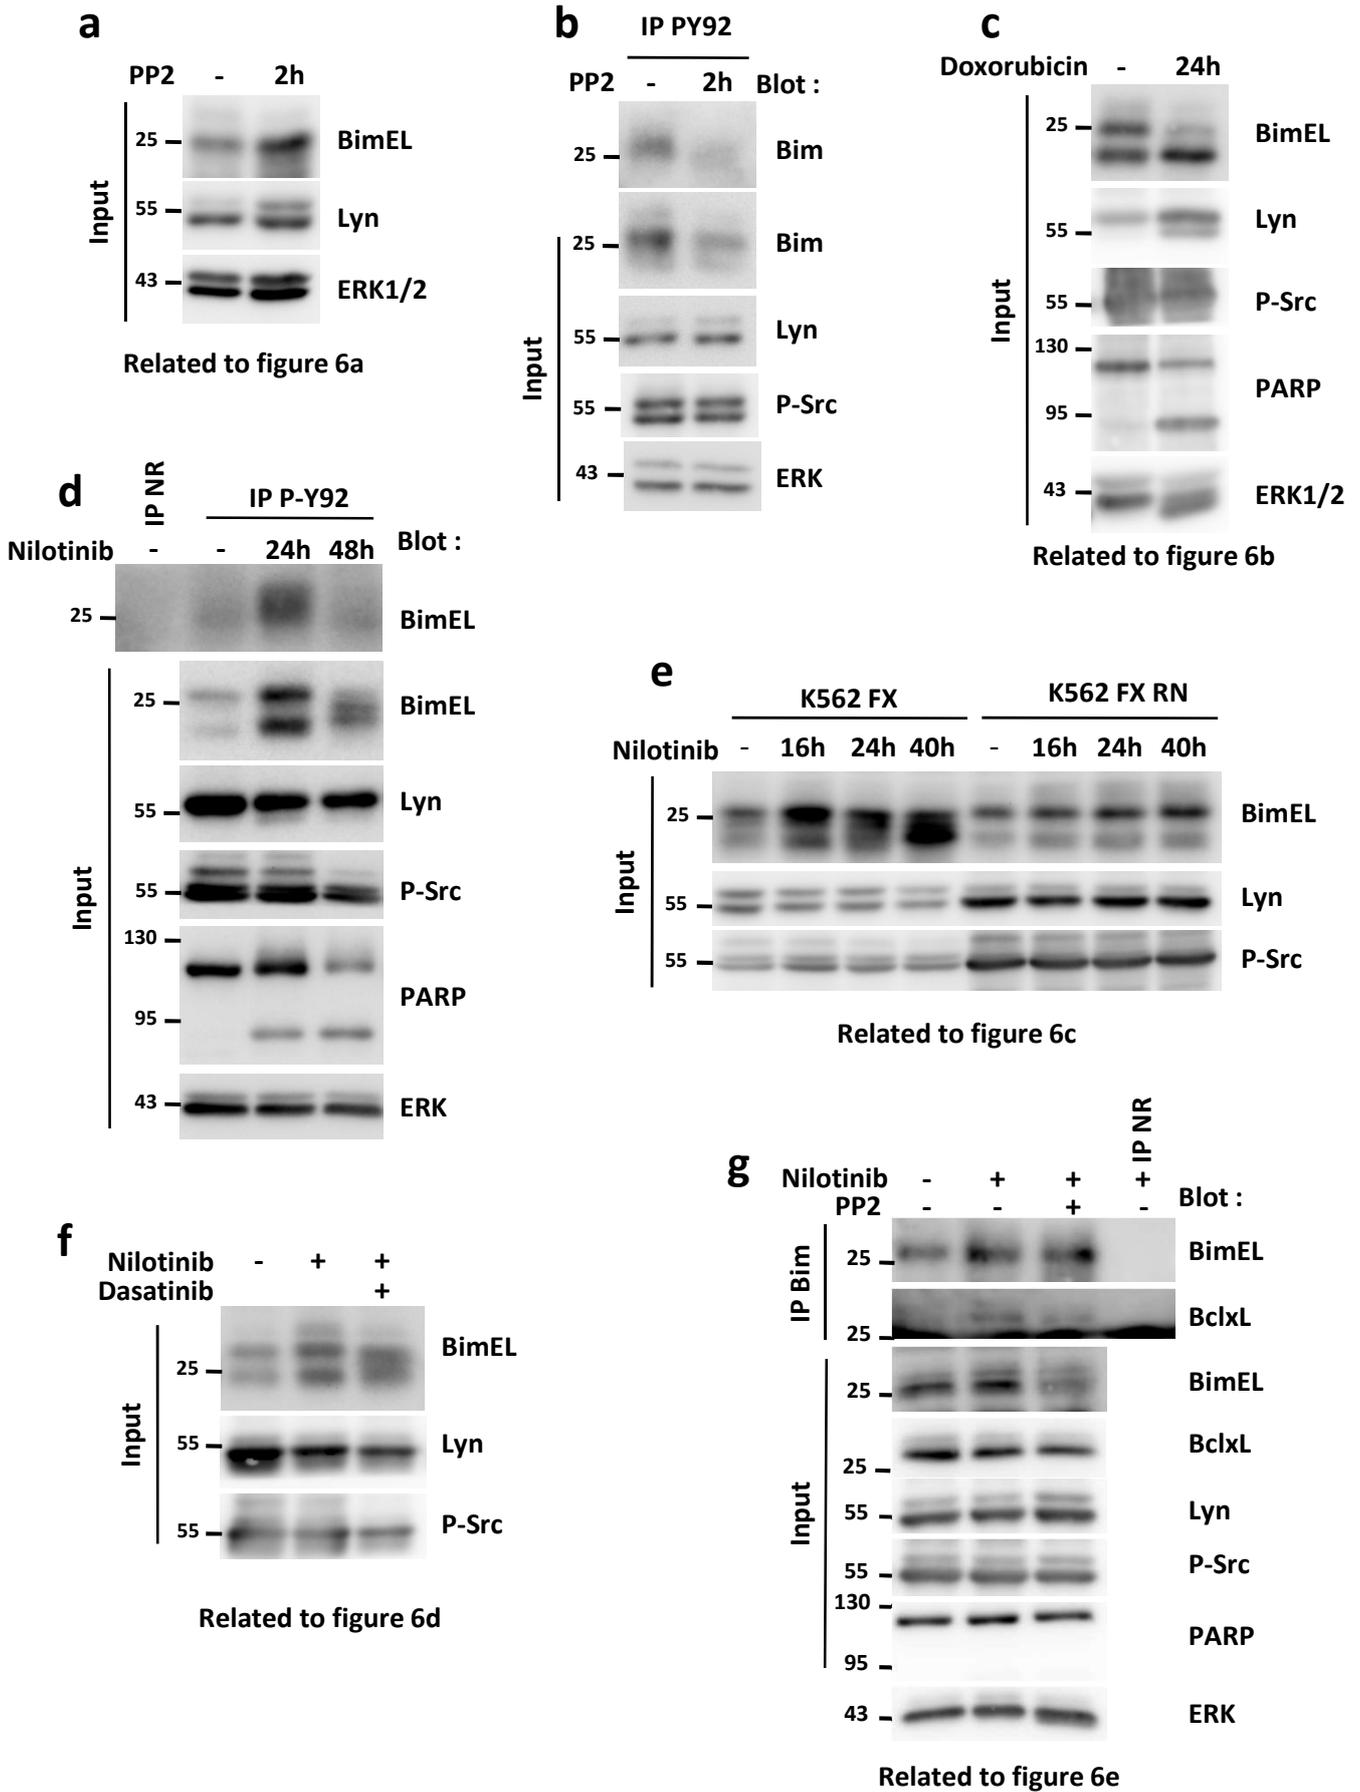 a
PP2 - 2h
25 BimEL
55 Lyn
43 ERK1/2
Input
Related to figure 6a
b
IP PY92
PP2 - 2h Blot :
25 Bim
25 Bim
55 Lyn
55 P-Src
43 ERK
Input
c
Doxorubicin - 24h
25 BimEL
55 Lyn
55 P-Src
130
PARP
95
43 ERK1/2
Input
Related to figure 6b
d
IP NR
IP P-Y92
Nilotinib - - 24h 48h Blot :
25 BimEL
25 BimEL
55 Lyn
55 P-Src
130
PARP
95
43 ERK
Input
e
K562 FX K562 FX RN
Nilotinib - 16h 24h 40h - 16h 24h 40h
25 BimEL
55 Lyn
55 P-Src
Input
Related to figure 6c
f
Nilotinib - + +
Dasatinib +
25 BimEL
55 Lyn
55 P-Src
Input
Related to figure 6d
g
IP NR
Nilotinib - + + +
PP2 - - + - Blot :
IP Bim
25 BimEL
25 BclxL
25 BimEL
25 BclxL
55 Lyn
55 P-Src
130
PARP
95
43 ERK
Input
Related to figure 6e